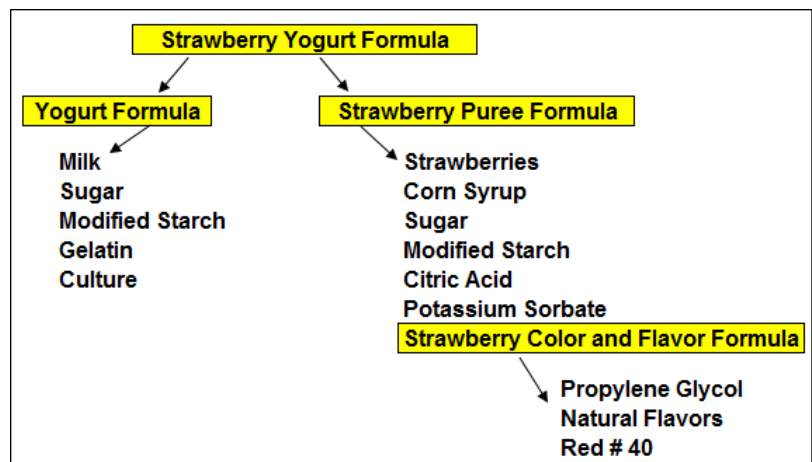 Strawberry Yogurt Formula
Yogurt Formula
Milk
Sugar
Modified Starch
Gelatin
Culture
Strawberry Puree Formula
Strawberries
Corn Syrup
Sugar
Modified Starch
Citric Acid
Potassium Sorbate
Strawberry Color and Flavor Formula
Propylene Glycol
Natural Flavors
Red # 40